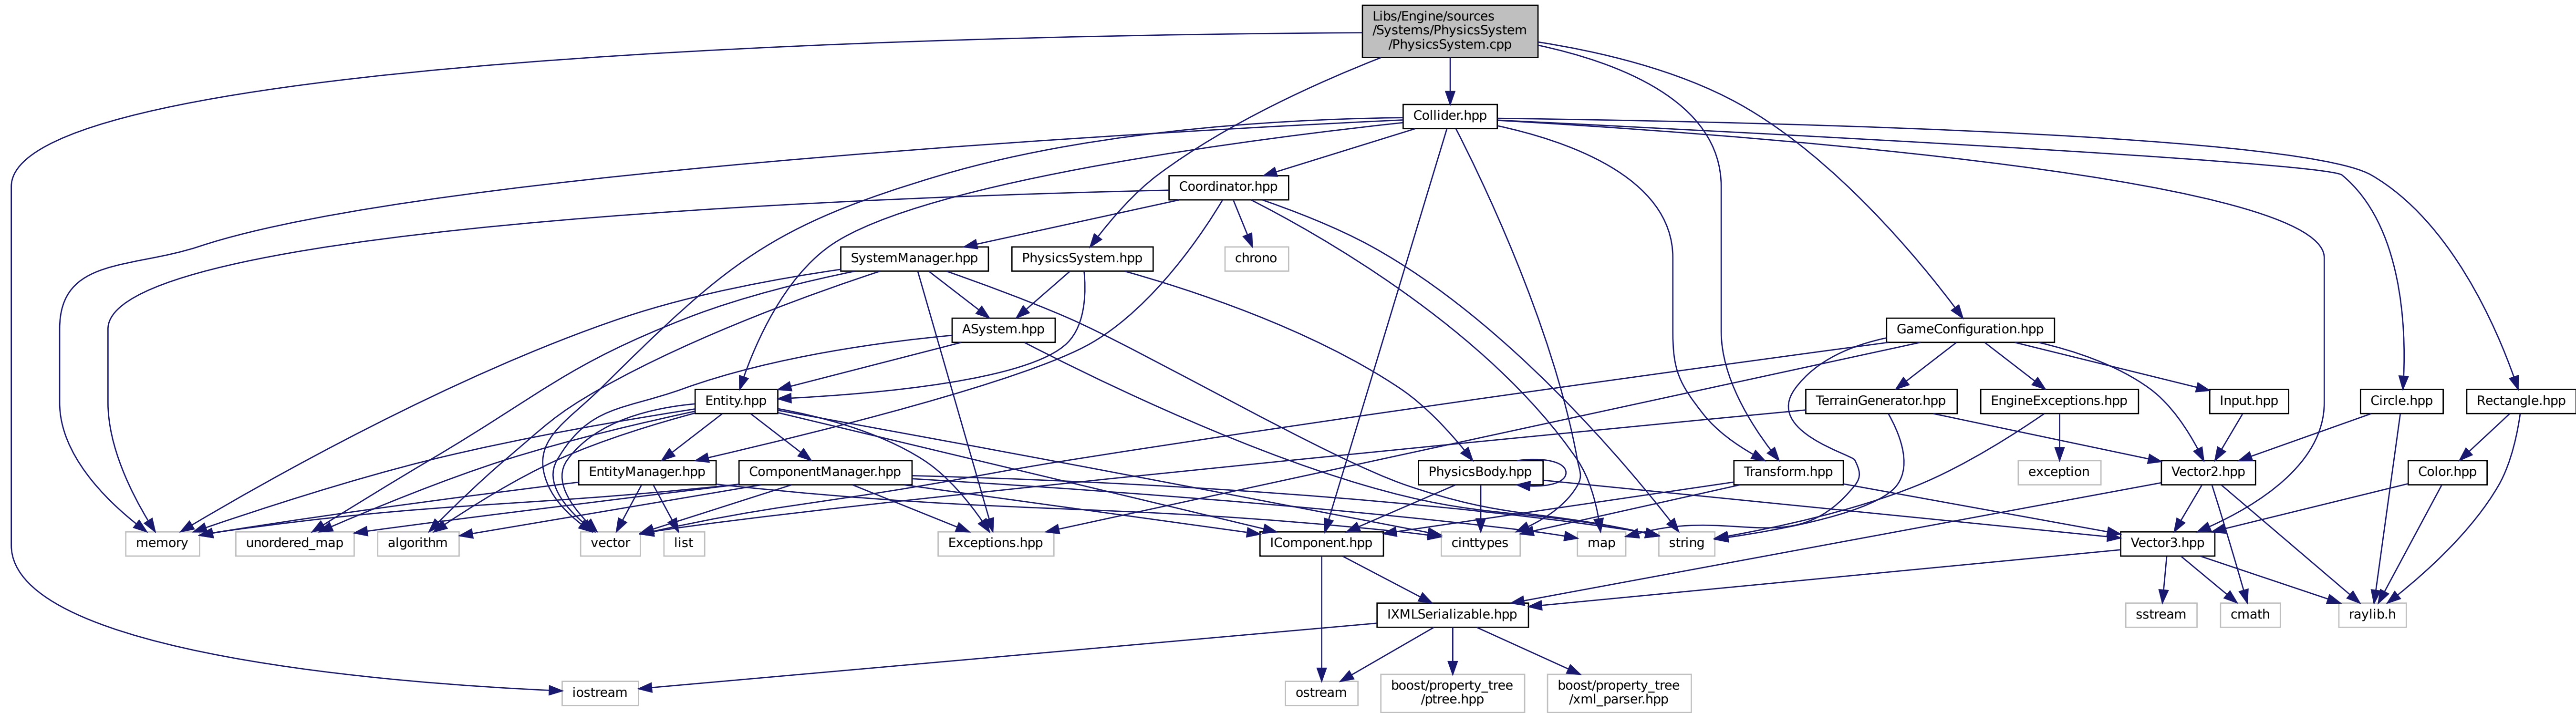 Libs/Engine/sources
/Systems/PhysicsSystem
/PhysicsSystem.cpp
Collider.hpp
Coordinator.hpp
SystemManager.hpp
PhysicsSystem.hpp
chrono
ASystem.hpp
GameConfiguration.hpp
Entity.hpp
TerrainGenerator.hpp
EngineExceptions.hpp
Input.hpp
Circle.hpp
Rectangle.hpp
EntityManager.hpp
ComponentManager.hpp
PhysicsBody.hpp
Transform.hpp
exception
Vector2.hpp
Color.hpp
memory
unordered_map
algorithm
vector
list
Exceptions.hpp
IComponent.hpp
cinttypes
map
string
Vector3.hpp
IXMLSerializable.hpp
sstream
cmath
raylib.h
iostream
ostream
boost/property_tree
/ptree.hpp
boost/property_tree
/xml_parser.hpp